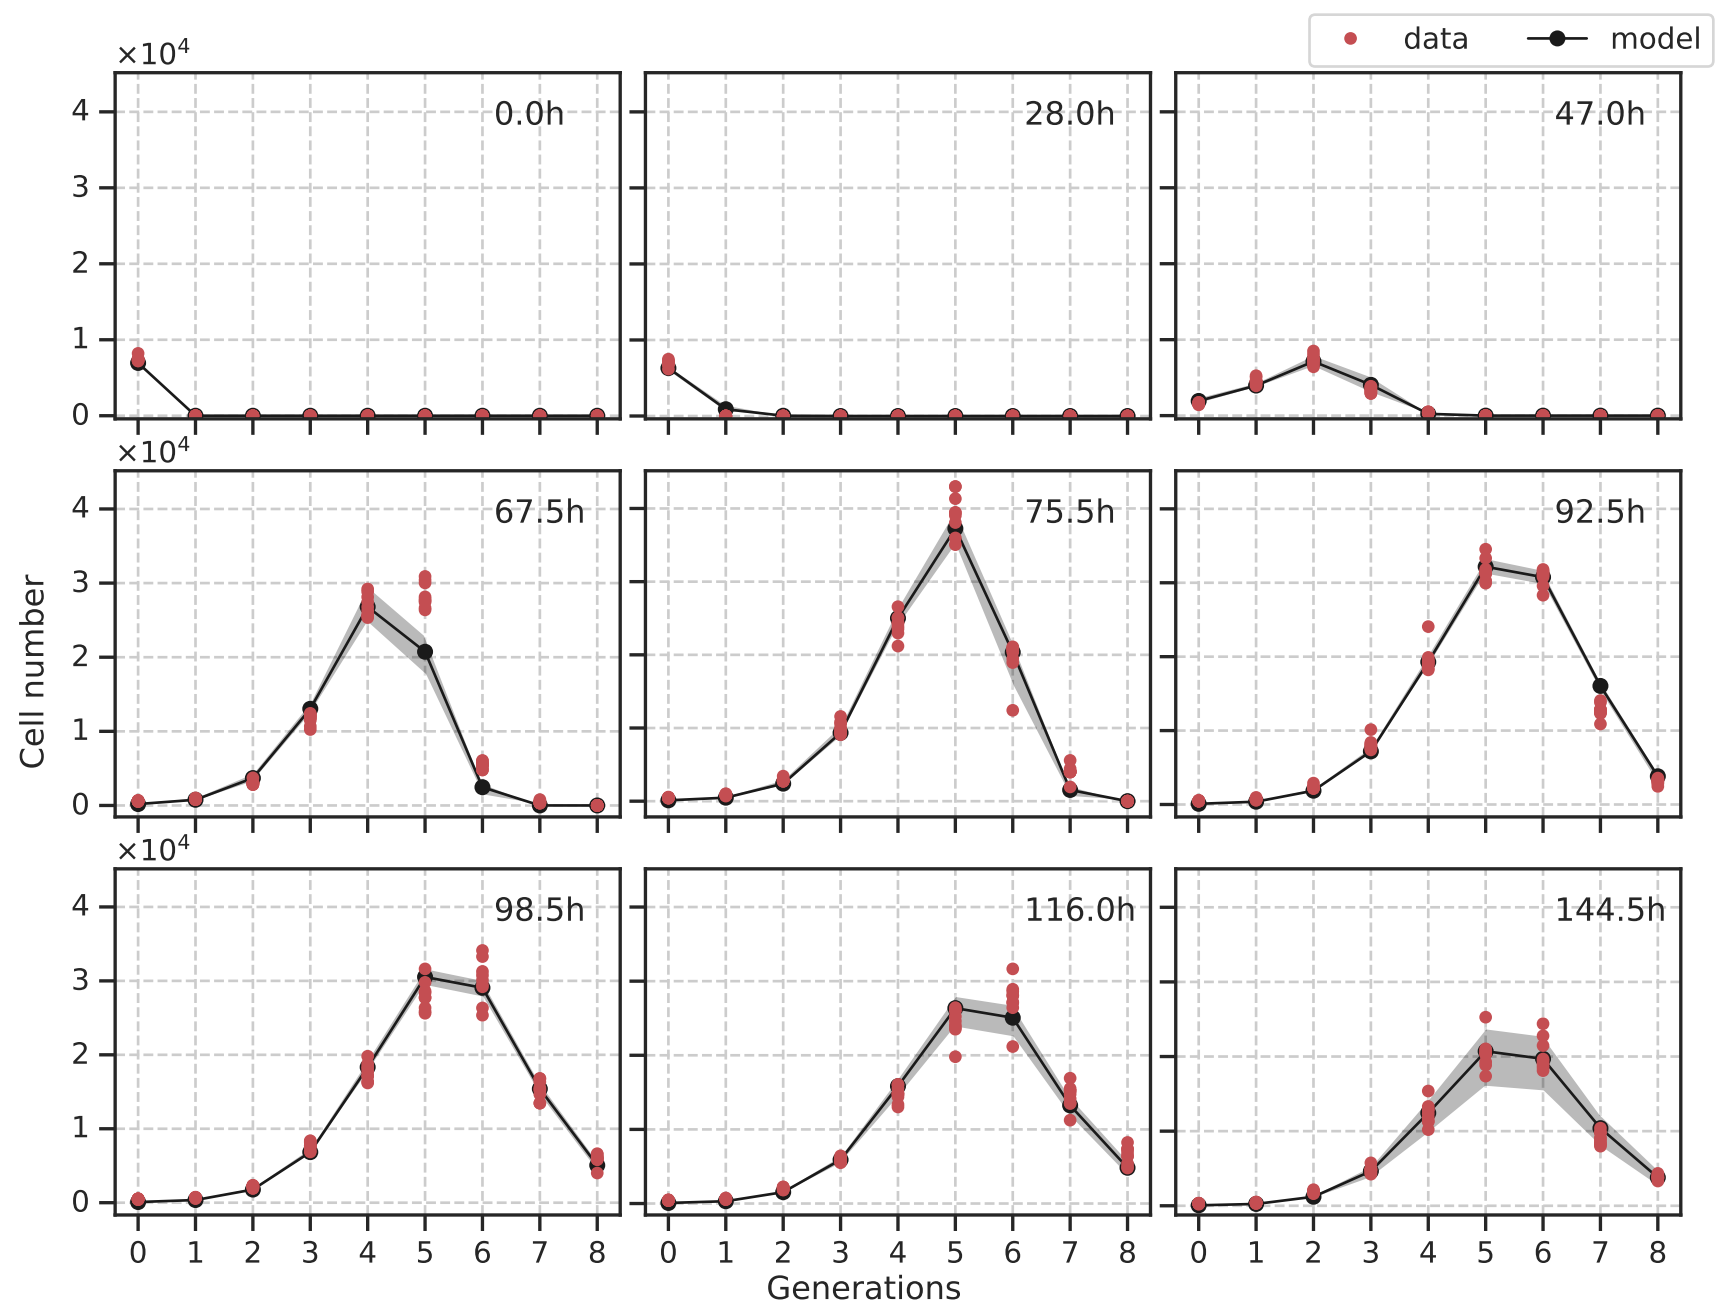 data model
×10⁴
4
3
2
1
0
0.0h
28.0h
47.0h
×10⁴
4
3
2
1
0
67.5h
75.5h
92.5h
×10⁴
4
3
2
1
0
98.5h
116.0h
144.5h
Cell number
0 1 2 3 4 5 6 7 8
0 1 2 3 4 5 6 7 8
0 1 2 3 4 5 6 7 8
Generations